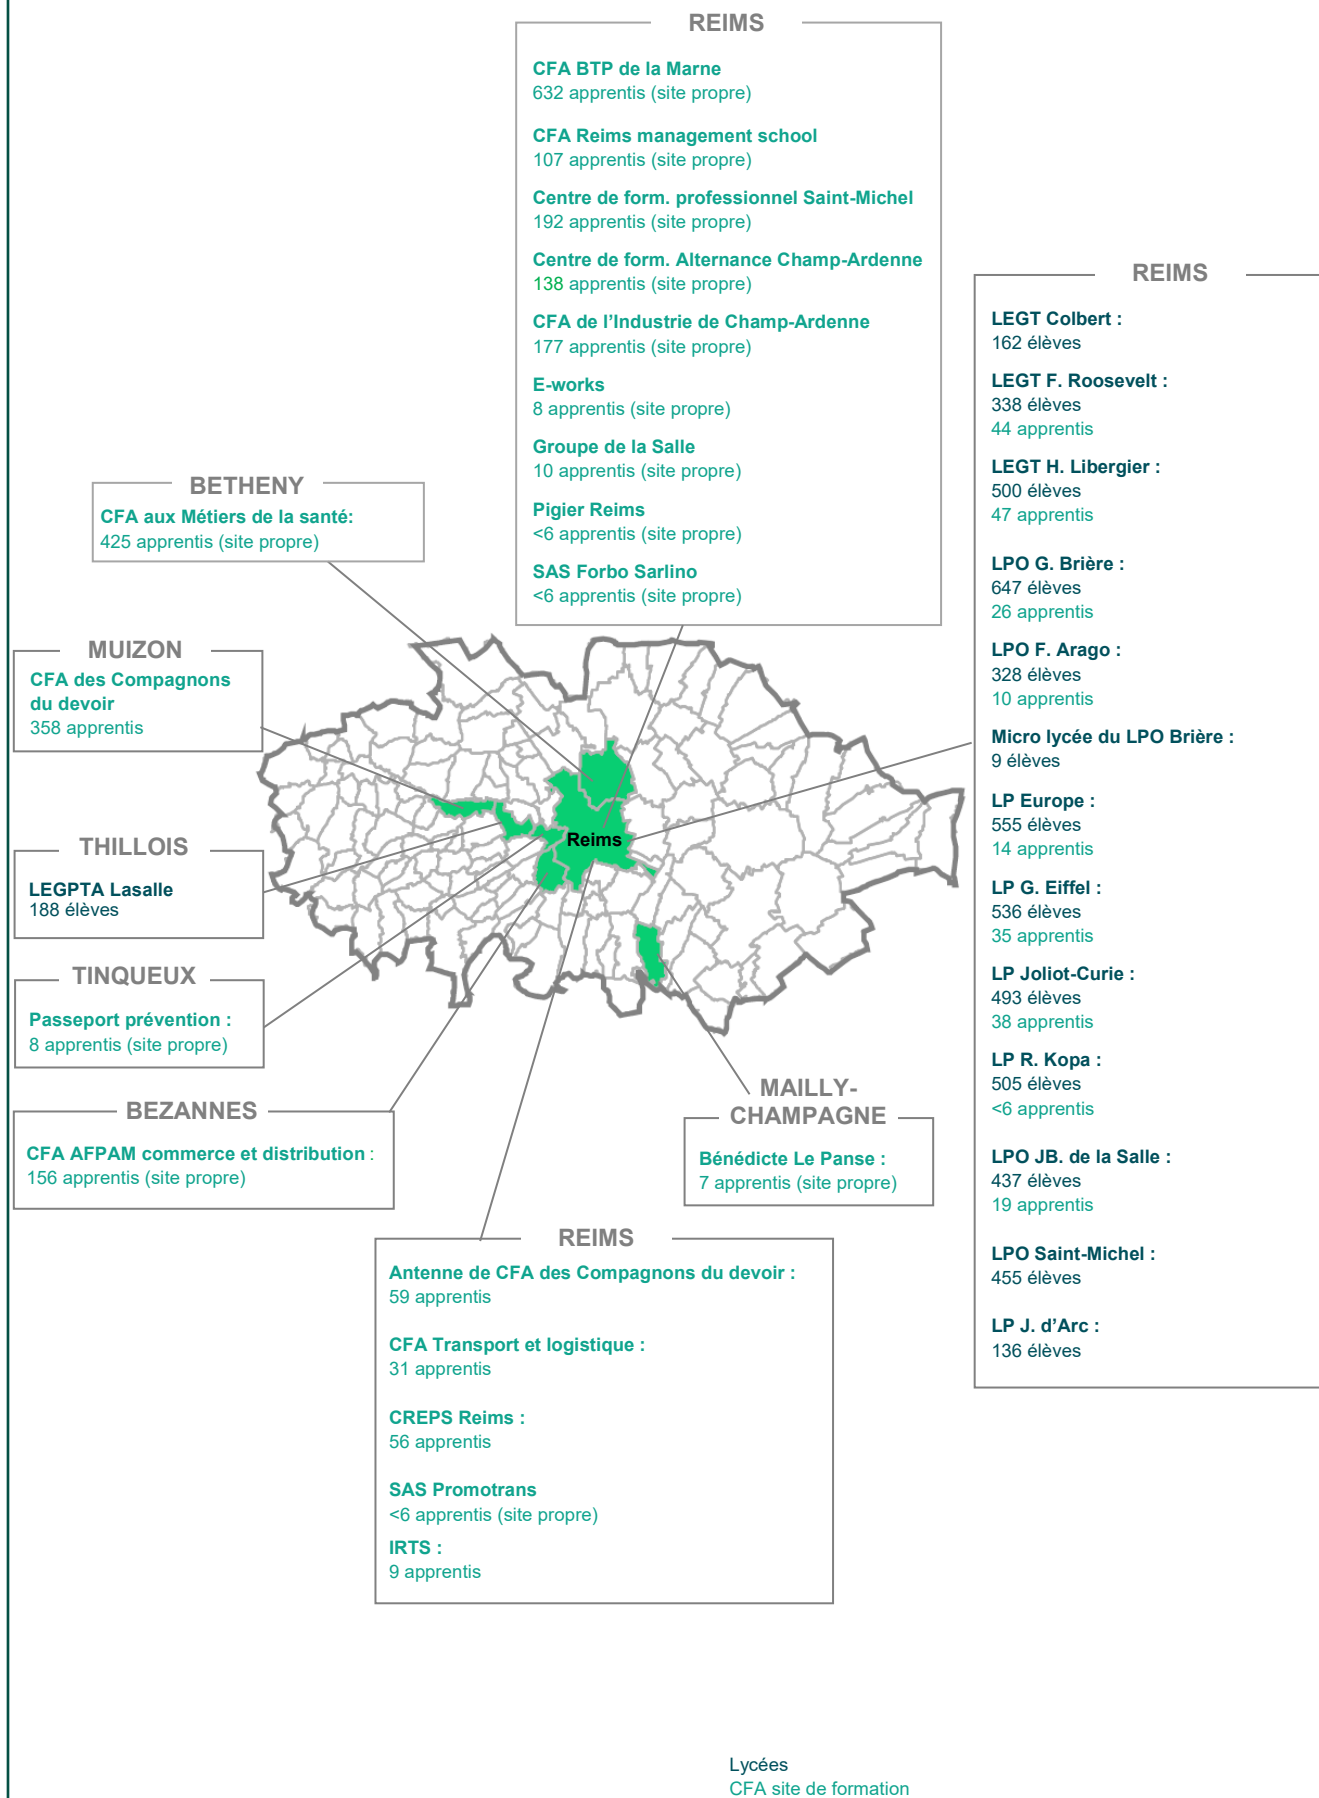 REIMS
CFA BTP de la Marne
632 apprentis (site propre)
CFA Reims management school
107 apprentis (site propre)
Centre de form. professionnel Saint-Michel
192 apprentis (site propre)
Centre de form. Alternance Champ-Ardenne
138 apprentis (site propre)
CFA de l’Industrie de Champ-Ardenne
177 apprentis (site propre)
E-works
8 apprentis (site propre)
Groupe de la Salle
10 apprentis (site propre)
Pigier Reims
<6 apprentis (site propre)
SAS Forbo Sarlino
<6 apprentis (site propre)
REIMS
LEGT Colbert :
162 élèves
LEGT F. Roosevelt :
338 élèves
44 apprentis
LEGT H. Libergier :
500 élèves
47 apprentis
LPO G. Brière :
647 élèves
26 apprentis
LPO F. Arago :
328 élèves
10 apprentis
Micro lycée du LPO Brière :
9 élèves
LP Europe :
555 élèves
14 apprentis
LP G. Eiffel :
536 élèves
35 apprentis
LP Joliot-Curie :
493 élèves
38 apprentis
LP R. Kopa :
505 élèves
<6 apprentis
LPO JB. de la Salle :
437 élèves
19 apprentis
LPO Saint-Michel :
455 élèves
LP J. d’Arc :
136 élèves
BETHENY
CFA aux Métiers de la santé:
425 apprentis (site propre)
MUIZON
CFA des Compagnons
du devoir
358 apprentis
THILLOIS
LEGPTA Lasalle
188 élèves
TINQUEUX
Passeport prévention :
8 apprentis (site propre)
BEZANNES
CFA AFPAM commerce et distribution :
156 apprentis (site propre)
Reims
MAILLY-
CHAMPAGNE
Bénédicte Le Panse :
7 apprentis (site propre)
REIMS
Antenne de CFA des Compagnons du devoir :
59 apprentis
CFA Transport et logistique :
31 apprentis
CREPS Reims :
56 apprentis
SAS Promotrans
<6 apprentis (site propre)
IRTS :
9 apprentis
Lycées
CFA site de formation